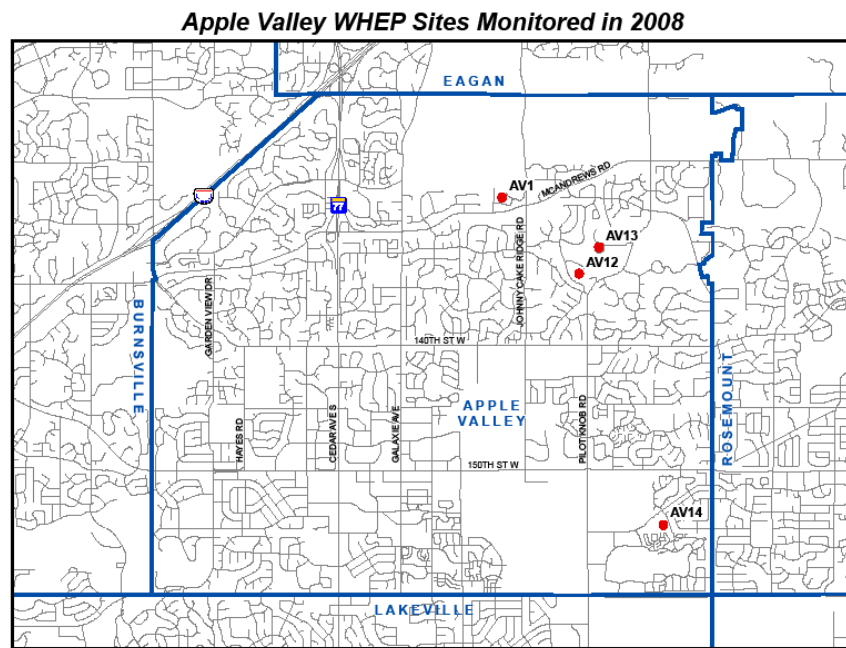 Apple Valley WHEP Sites Monitored in 2008
EAGAN
MCANDREWS RD
AV1
77
JOHNNY CAKE RIDGE RD
AV13
AV12
GARDEN VIEW DR
BURNSVILLE
140TH ST W
ROSEMOUNT
APPLE
VALLEY
HAYES RD
CEDAR AVE S
GALAXIE AVE
PILOT KNOB RD
150TH ST W
AV14
LAKEVILLE